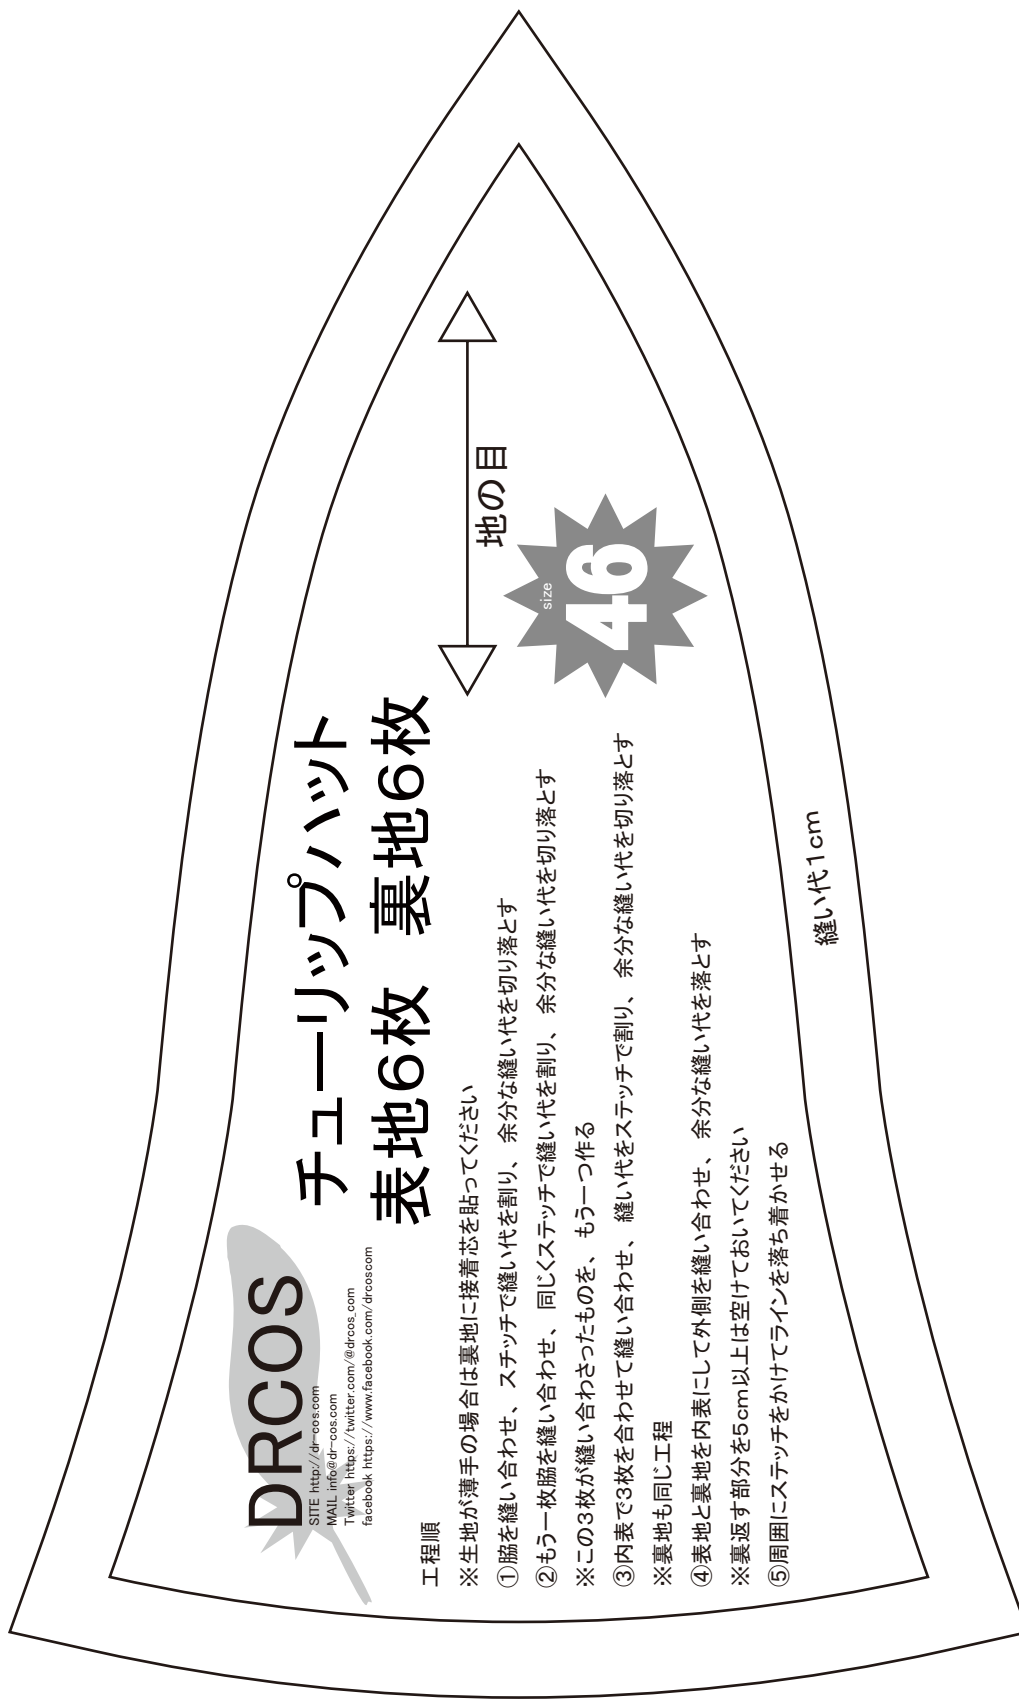 DRCOS
SITE http://dr-cos.com
MAIL info@dr-cos.com
Twitter https://twitter.com/@drcos_com
facebook https://www.facebook.com/drcoscom
チューリップハット
表地6枚　裏地6枚
地の目
size
46
工程順
※生地が薄手の場合は裏地に接着芯を貼ってください
①脇を縫い合わせ、スチッチで縫い代を割り、余分な縫い代を切り落とす
②もう一枚脇を縫い合わせ、同じくステッチで縫い代を割り、余分な縫い代を切り落とす
※この3枚が縫い合わさったものを、もう一つ作る
③内表で3枚を合わせて縫い合わせ、縫い代をステッチで割り、余分な縫い代を切り落とす
※裏地も同じ工程
④表地と裏地を内表にして外側を縫い合わせ、余分な縫い代を落とす
※裏返す部分を5cm以上は空けておいてください
⑤周囲にステッチをかけてラインを落ち着かせる
縫い代1cm